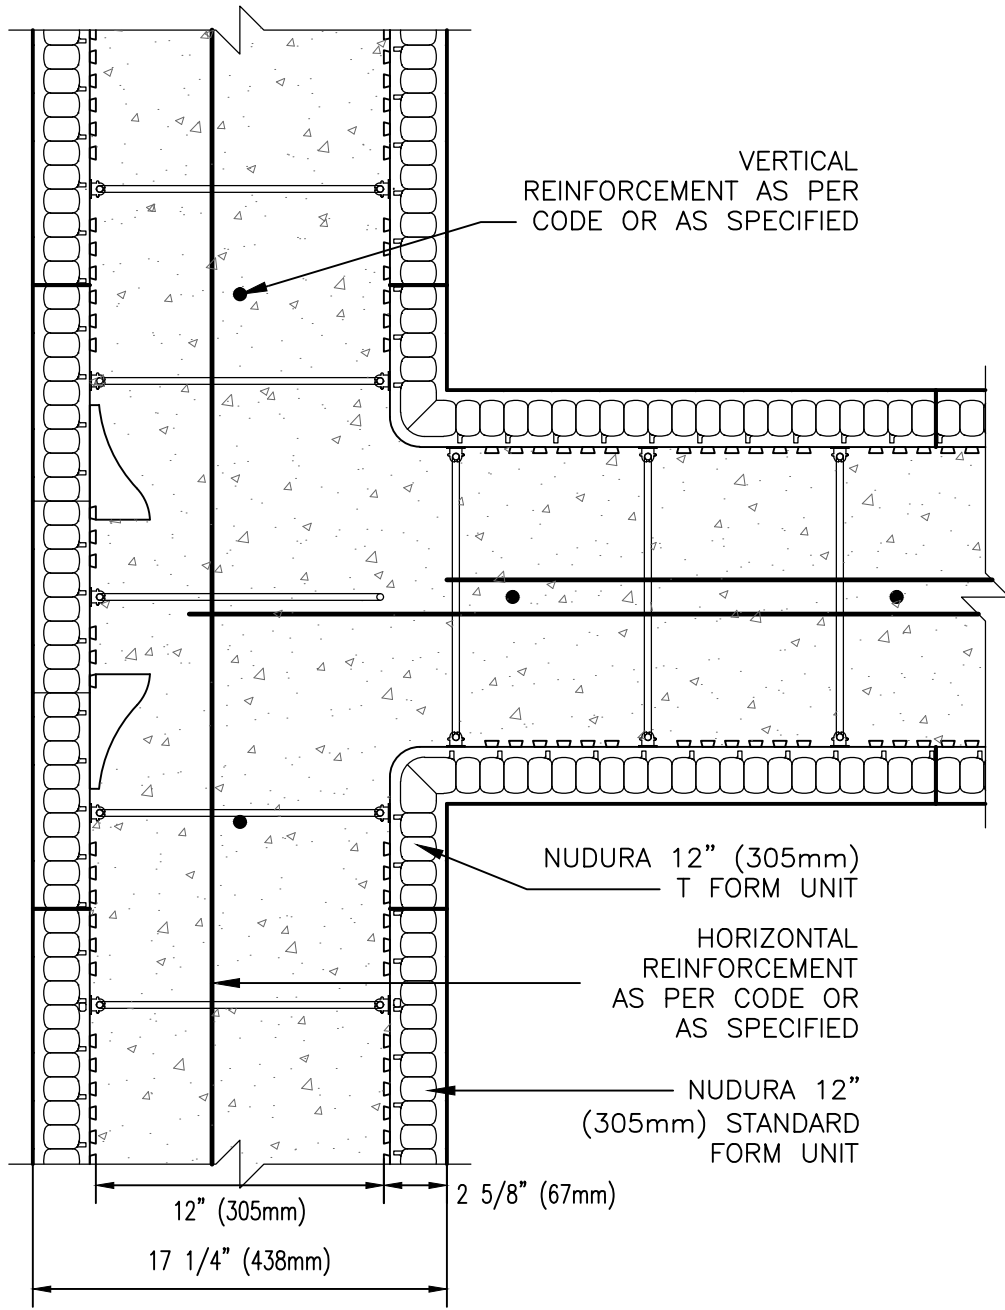 VERTICAL
REINFORCEMENT AS PER
CODE OR AS SPECIFIED
NUDURA 12” (305mm)
T FORM UNIT
HORIZONTAL
REINFORCEMENT
AS PER CODE OR
AS SPECIFIED
NUDURA 12”
(305mm) STANDARD
FORM UNIT
2 5/8” (67mm)
12” (305mm)
17 1/4” (438mm)